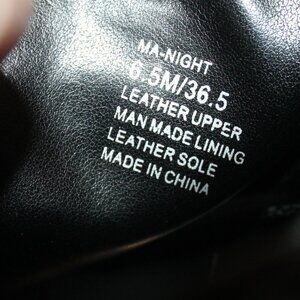 MA-NIGHT
6.5M/36.5
LEATHER UPPER
MAN MADE LINING
LEATHER SOLE
MADE IN CHINA